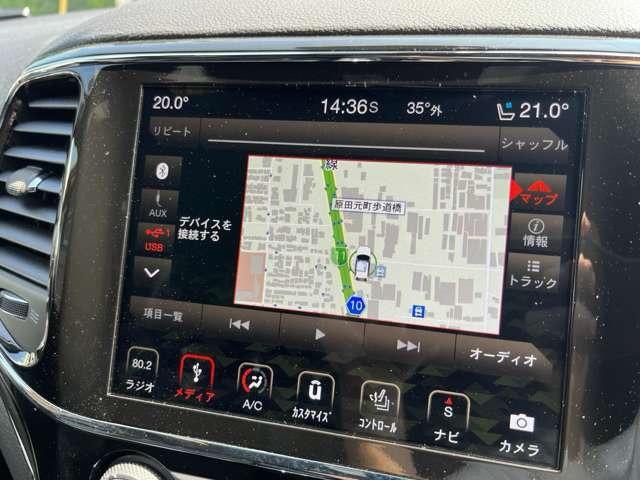 20.0°
14:36S
35°外
21.0°
リピート
シャッフル
AUX
USB
1
デバイスを
接続する
線
原田元町歩道橋
10
マップ
情報
トラック
項目一覧
オーディオ
80.2
ラジオ
メディア
A/C
カスタマイズ
コントロール
S
ナビ
カメラ